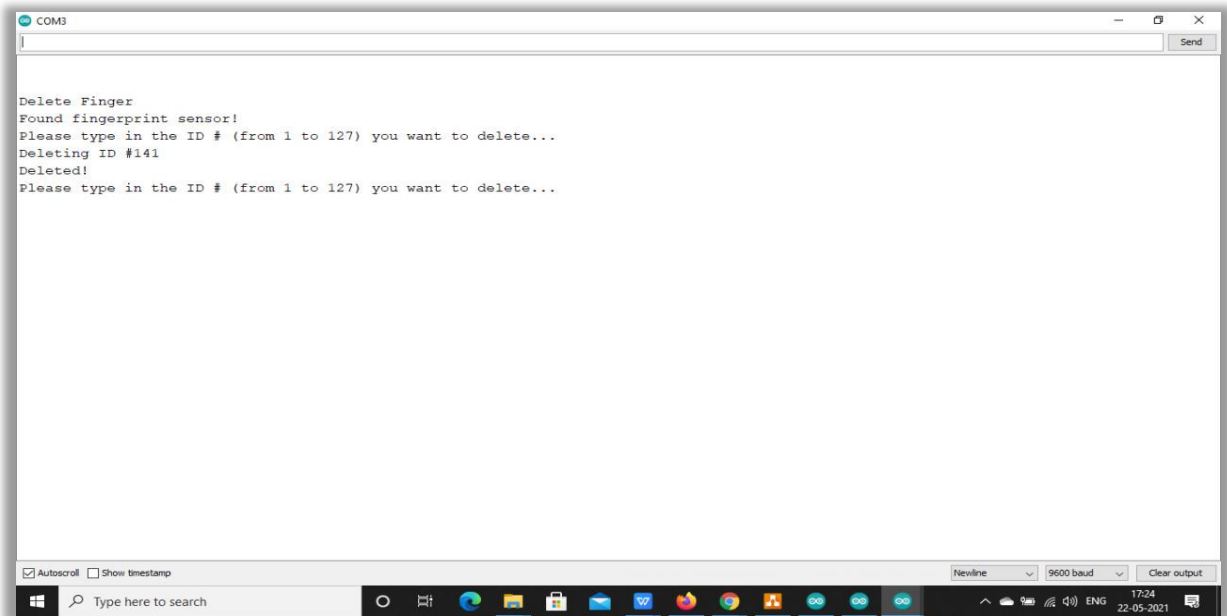 COM3
Send
Delete Finger
Found fingerprint sensor!
Please type in the ID # (from 1 to 127) you want to delete...
Deleting ID #141
Deleted!
Please type in the ID # (from 1 to 127) you want to delete...
Autoscroll Show timestamp Newline 9600 baud Clear output
Type here to search ENG 17:24
22-05-2021